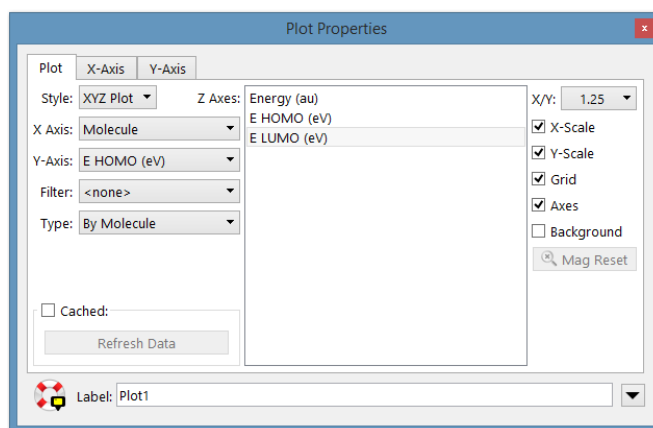 Plot Properties
x
Plot X-Axis Y-Axis
Style: XYZ Plot Z Axes: Energy (au) X/Y: 1.25
E HOMO (eV)
E LUMO (eV)
X Axis: Molecule
Y-Axis: E HOMO (eV)
Filter: <none>
Type: By Molecule
X-Scale
Y-Scale
Grid
Axes
Background
Mag Reset
Cached:
Refresh Data
Label: Plot1